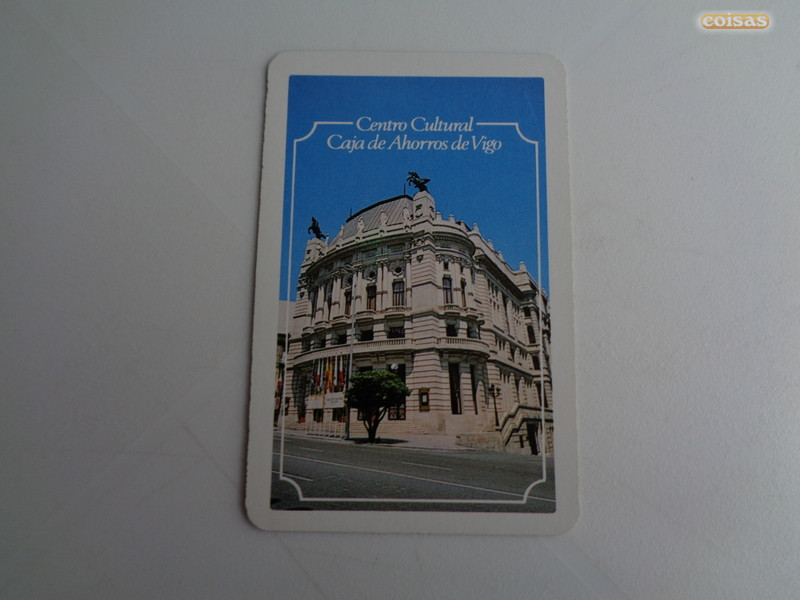 coisas
Centro Cultural
Caja de Ahorros de Vigo